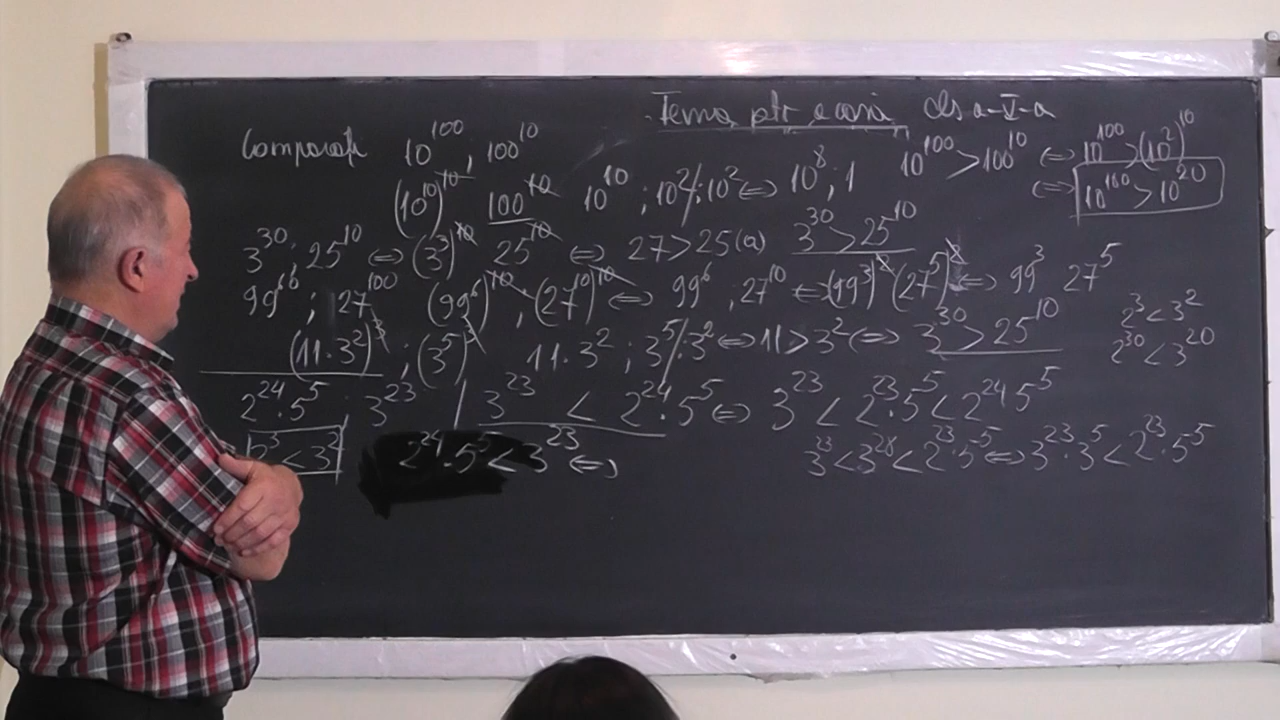 Tema ptr acasă cls a-V-a
Comparați 10^100, 100^10
10^100 > 100^10 ⇔ 10^100 > (10^2)^10
(10^10)^10 100^10 10^10 ; 10^2 / : 10^2 ⇔ 10^8 ; 1 ⇔ 10^100 > 10^20
3^30 ; 25^10 ⇔ (3^3)^10 25^10 ⇔ 27 > 25 (a) 3^30 > 25^10
99^66 ; 27^100 (99^6)^10 ; (27^10)^10 ⇔ 99^6 ; 27^10 ⇔ (99^3)^2 (27^5)^2 ⇔ 99^3 27^5
(11·3^2)^3 ; (3^5)^3 11·3^2 ; 3^5 / : 3^2 ⇔ 11 > 3^2 ⇔ 3^30 > 25^10
2^3 < 3^2
2^30 < 3^20
2^24·5^5 3^23 / 3^23 < 2^24·5^5 ⇔ 3^23 < 2^23·5^5 < 2^24 5^5
2^3 < 3^2 2^24·5^5 < 3^23 ⇔ 3^23 < 3^28 < 2^23·5^5 ⇔ 3^23·3^5 < 2^23·5^5